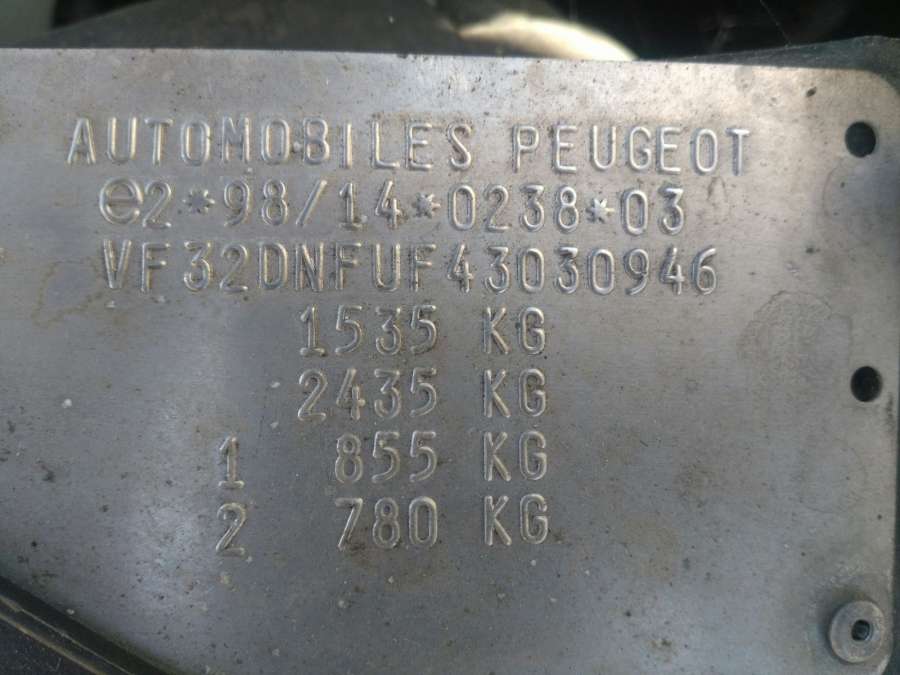 AUTOMOBILES PEUGEOT
e2*98/14*0238*03
VF32DNFUF43030946
1535 KG
2435 KG
1 855 KG
2 780 KG